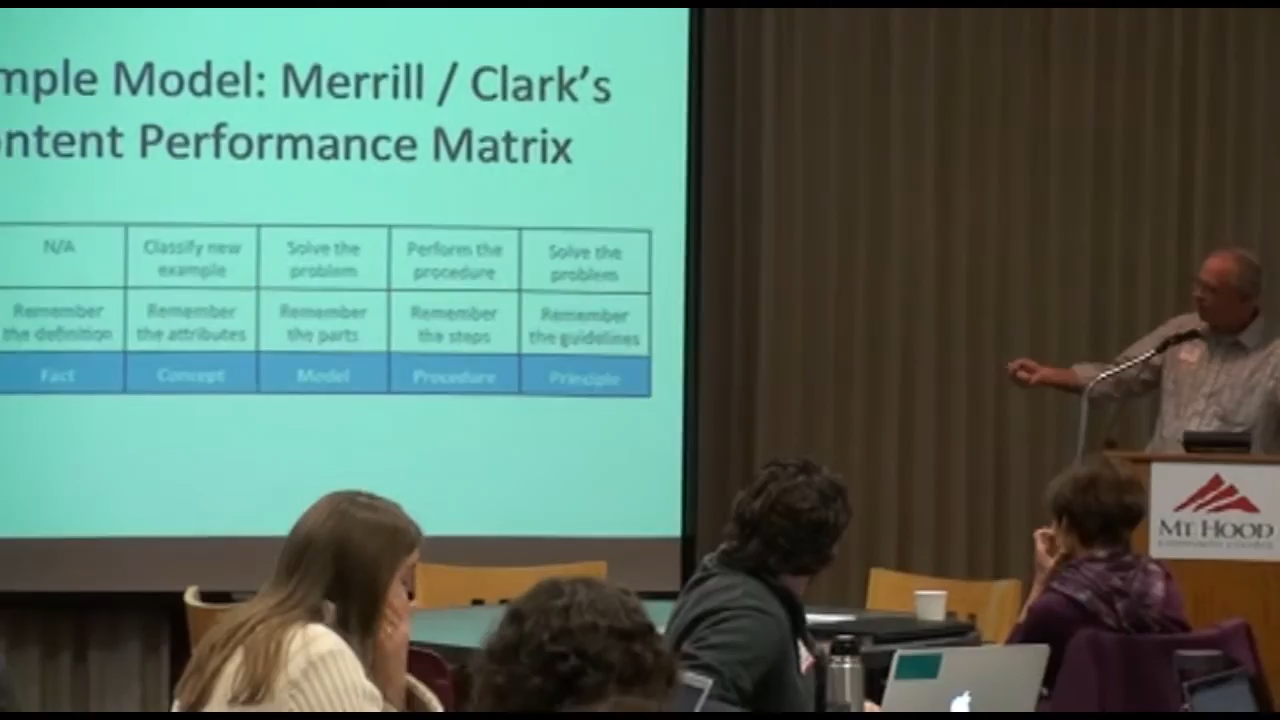 mple Model: Merrill / Clark's
ntent Performance Matrix
N/A
Classify new
example
Solve the
problem
Perform the
procedure
Solve the
problem
Remember
the definition
Remember
the attributes
Remember
the parts
Remember
the steps
Remember
the guidelines
Fact
Concept
Model
Procedure
Principle
MT HOOD
COMMUNITY COLLEGE